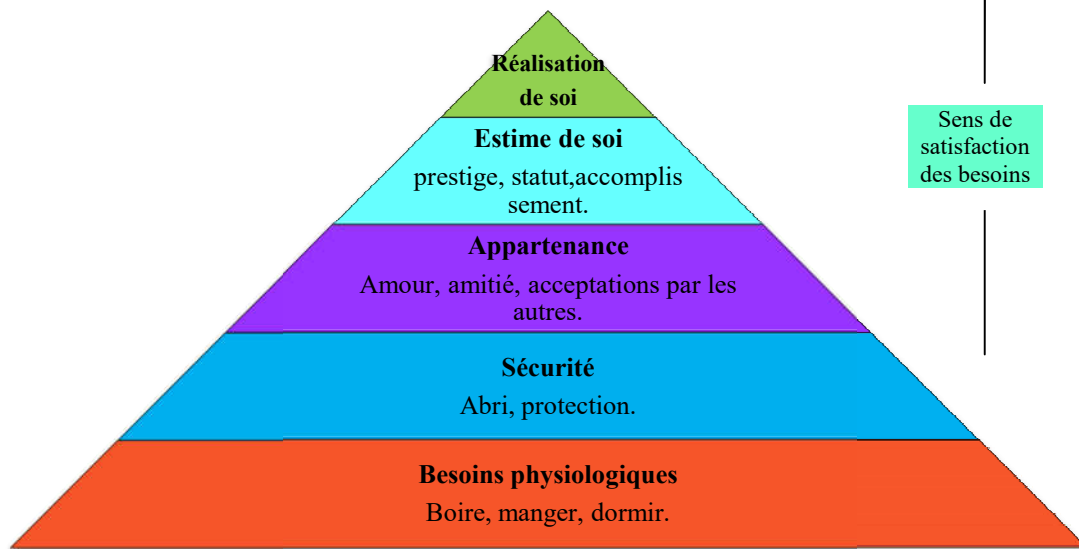 Réalisation
de soi
Estime de soi
prestige, statut,accomplis
sement.
Appartenance
Amour, amitié, acceptations par les
autres.
Sécurité
Abri, protection.
Besoins physiologiques
Boire, manger, dormir.
Sens de
satisfaction
des besoins